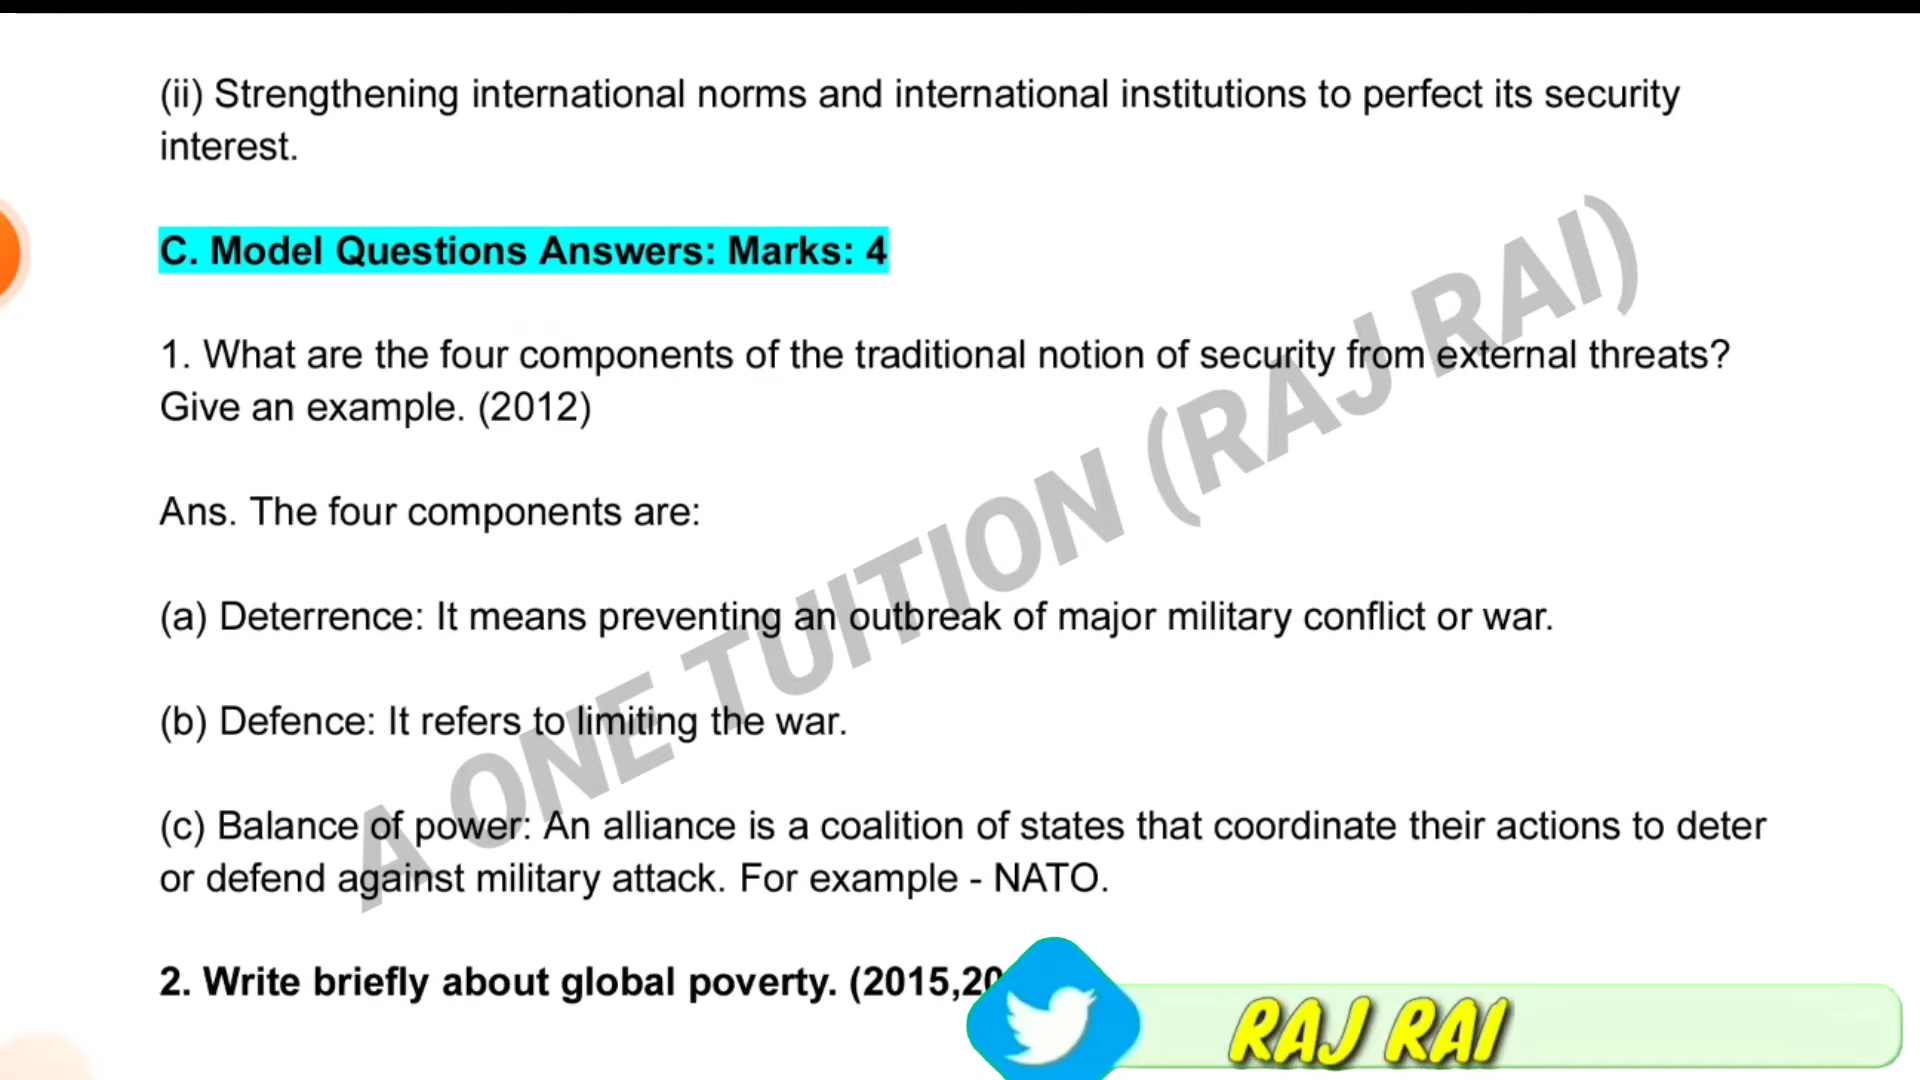 (ii) Strengthening international norms and international institutions to perfect its security
interest.
C. Model Questions Answers: Marks: 4
1. What are the four components of the traditional notion of security from external threats?
Give an example. (2012)
Ans. The four components are:
(a) Deterrence: It means preventing an outbreak of major military conflict or war.
(b) Defence: It refers to limiting the war.
(c) Balance of power: An alliance is a coalition of states that coordinate their actions to deter
or defend against military attack. For example - NATO.
2. Write briefly about global poverty. (2015,20
A ONE TUITION (RAJ RAI)
RAJ RAI